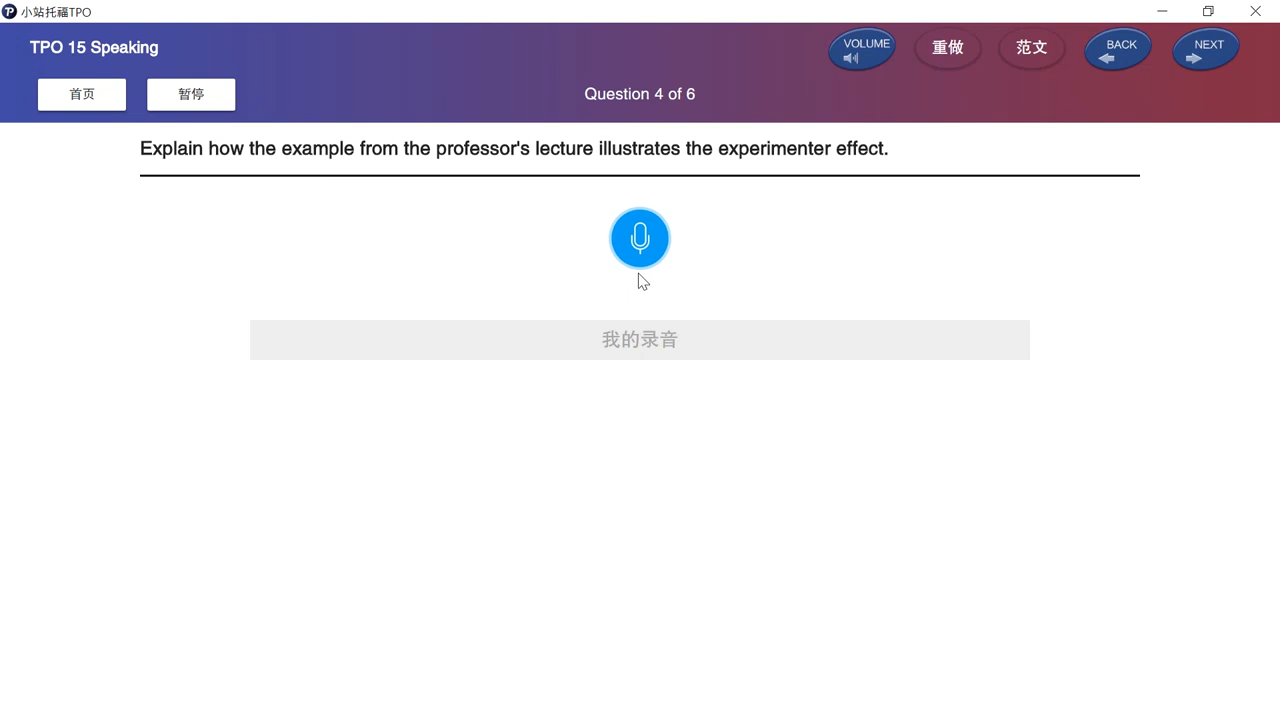 小站托福TPO
TPO 15 Speaking
VOLUME
重做
范文
BACK
NEXT
首页
暂停
Question 4 of 6
Explain how the example from the professor's lecture illustrates the experimenter effect.
我的录音